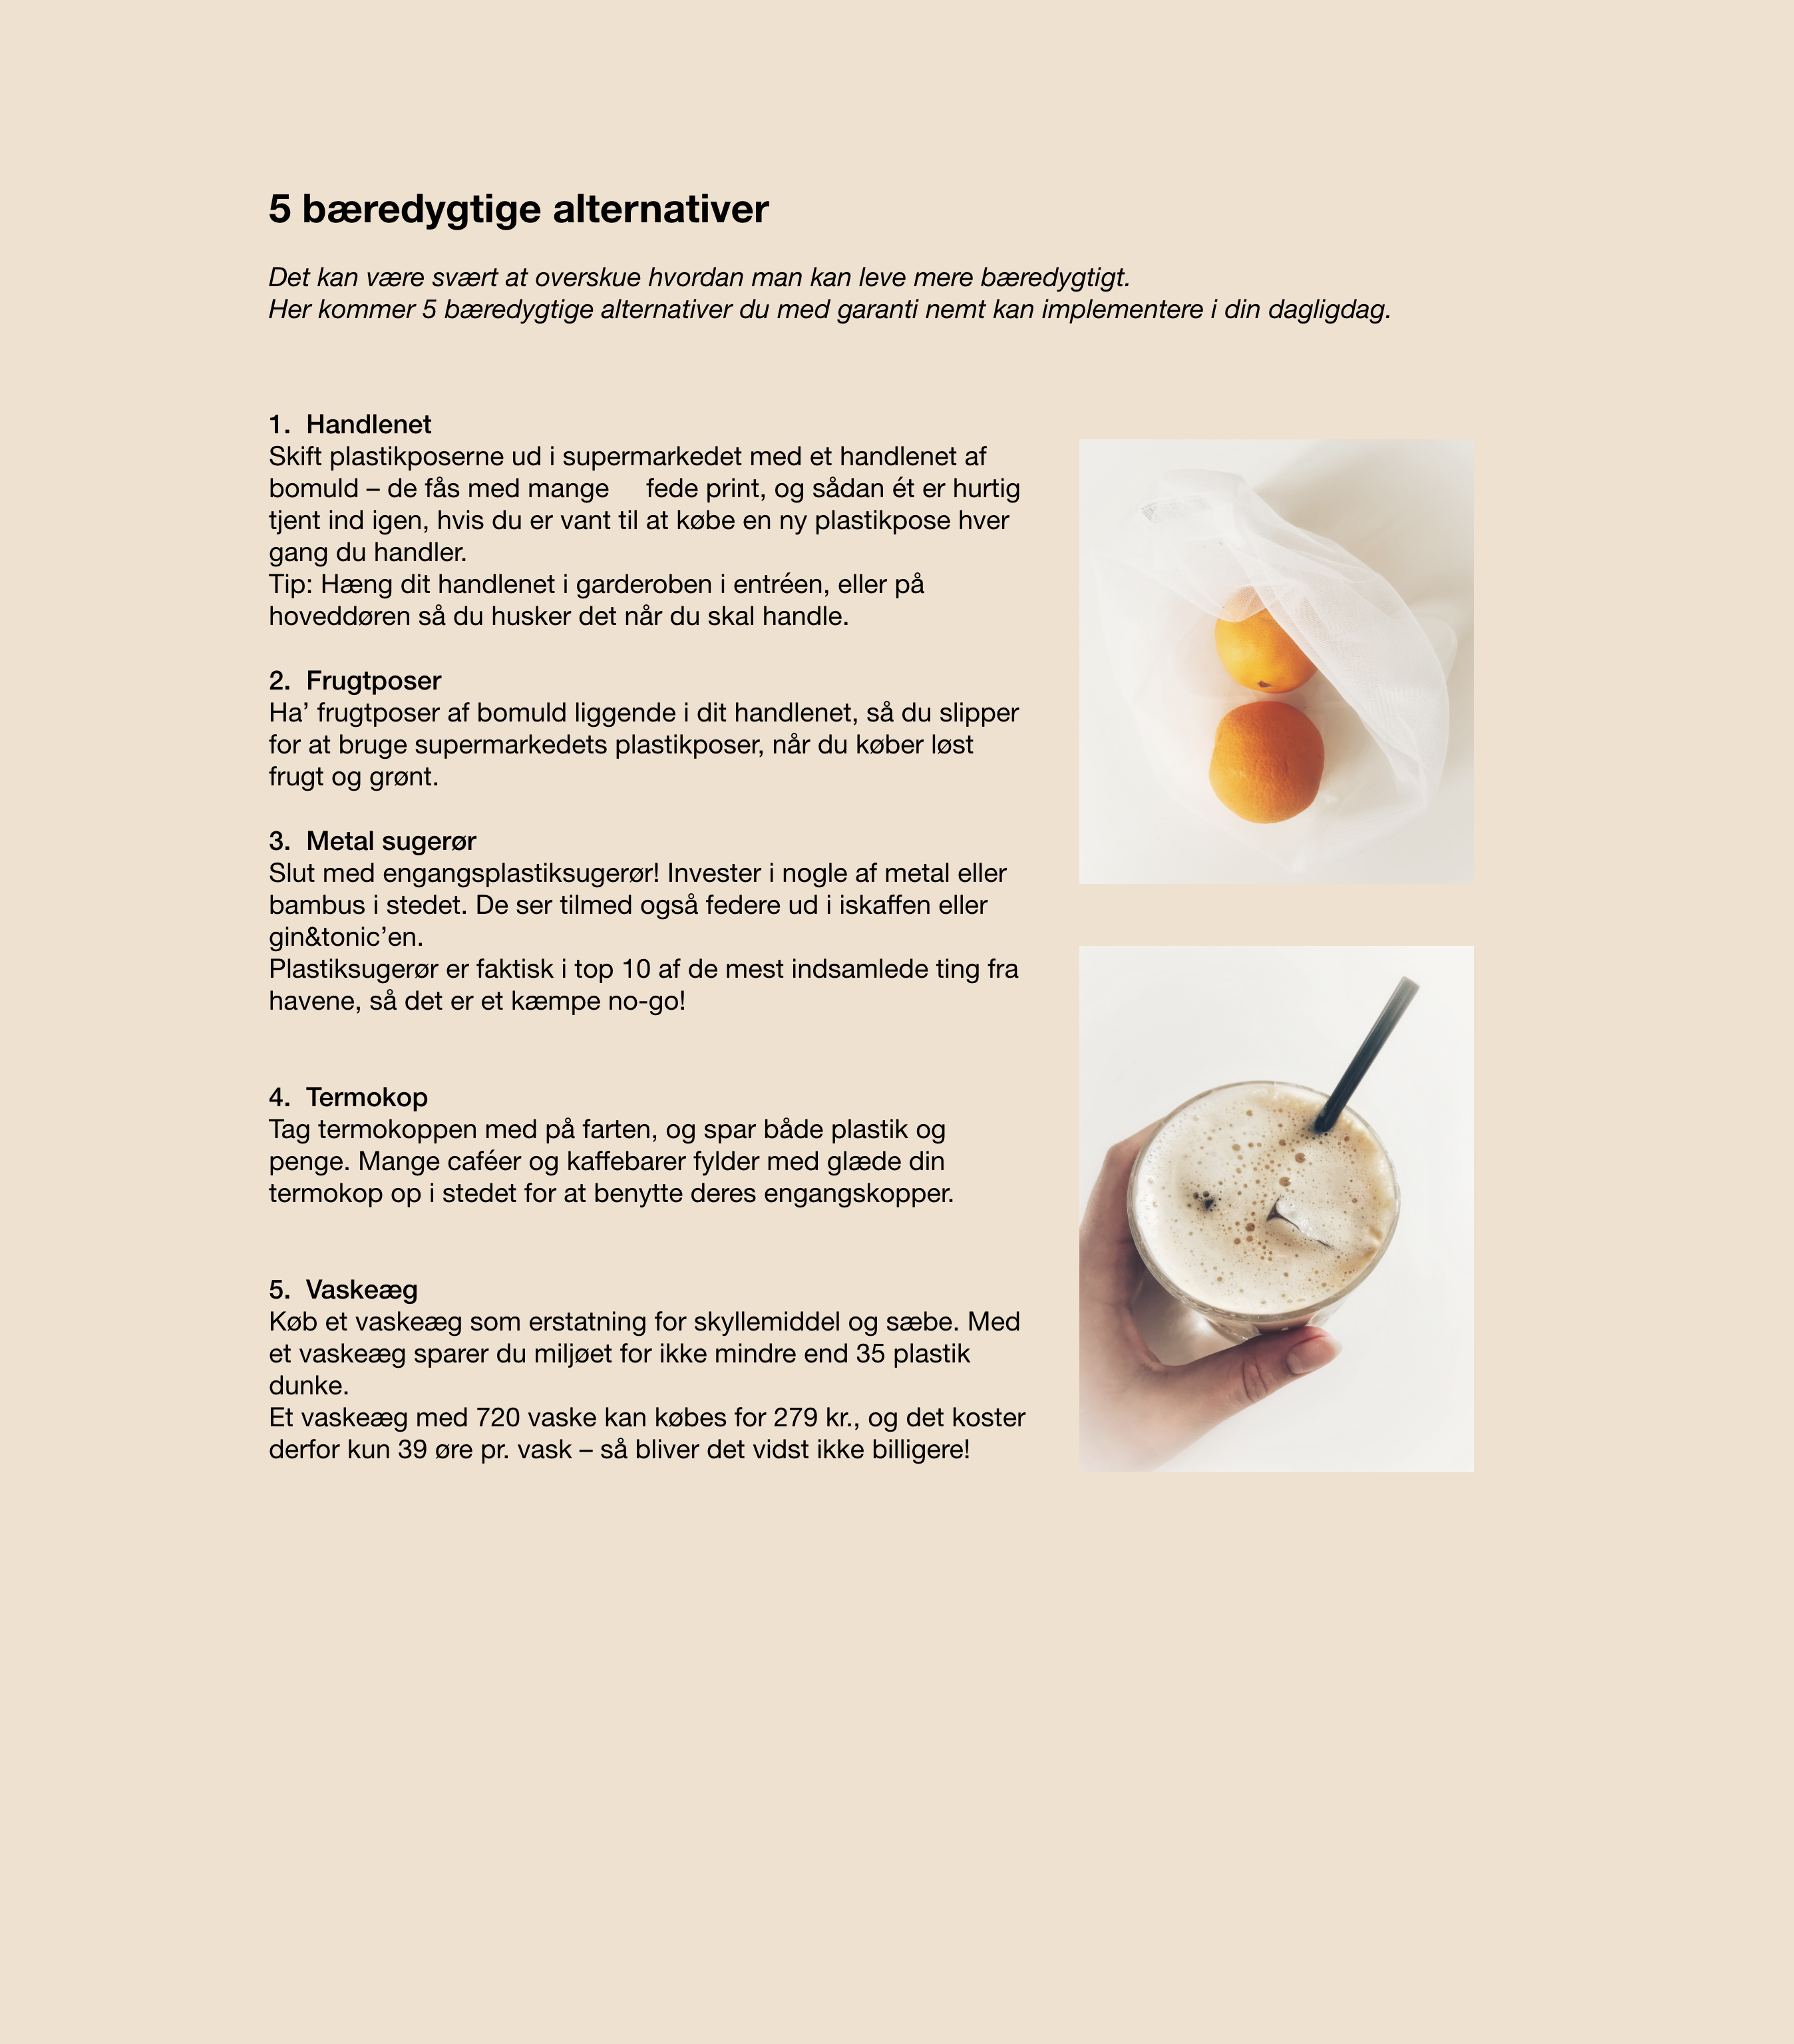 5 bæredygtige alternativer
Det kan være svært at overskue hvordan man kan leve mere bæredygtigt.
Her kommer 5 bæredygtige alternativer du med garanti nemt kan implementere i din dagligdag.
1. Handlenet
Skift plastikposerne ud i supermarkedet med et handlenet af
bomuld – de fås med mange fede print, og sådan ét er hurtig
tjent ind igen, hvis du er vant til at købe en ny plastikpose hver
gang du handler.
Tip: Hæng dit handlenet i garderoben i entréen, eller på
hoveddøren så du husker det når du skal handle.
2. Frugtposer
Ha’ frugtposer af bomuld liggende i dit handlenet, så du slipper
for at bruge supermarkedets plastikposer, når du køber løst
frugt og grønt.
3. Metal sugerør
Slut med engangsplastiksugerør! Invester i nogle af metal eller
bambus i stedet. De ser tilmed også federe ud i iskaffen eller
gin&tonic’en.
Plastiksugerør er faktisk i top 10 af de mest indsamlede ting fra
havene, så det er et kæmpe no-go!
4. Termokop
Tag termokoppen med på farten, og spar både plastik og
penge. Mange caféer og kaffebarer fylder med glæde din
termokop op i stedet for at benytte deres engangskopper.
5. Vaskeæg
Køb et vaskeæg som erstatning for skyllemiddel og sæbe. Med
et vaskeæg sparer du miljøet for ikke mindre end 35 plastik
dunke.
Et vaskeæg med 720 vaske kan købes for 279 kr., og det koster
derfor kun 39 øre pr. vask – så bliver det vidst ikke billigere!